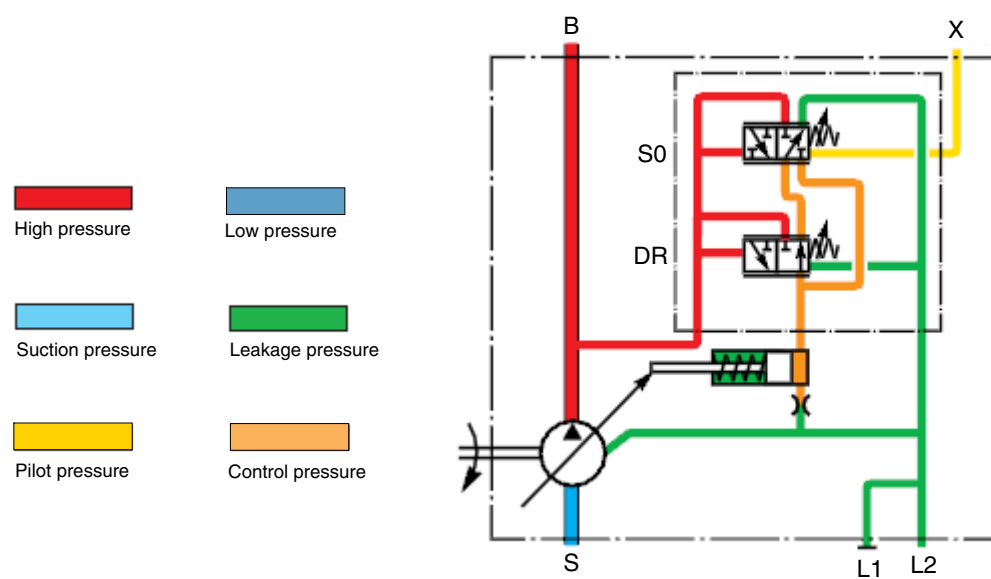 B
X
S0
DR
High pressure
Low pressure
Suction pressure
Leakage pressure
Pilot pressure
Control pressure
S
L1
L2